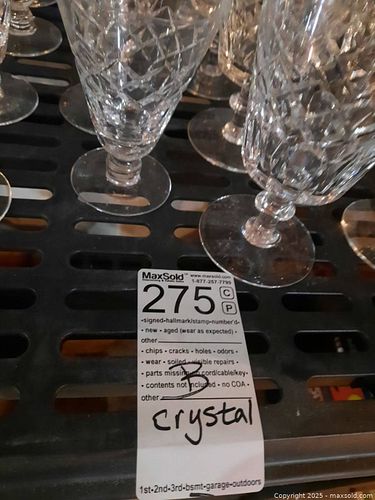 MaxSold™ www.maxsold.com
1-877-257-7799
275 C
P
-signed-hallmark/stamp-number'd-
• new - aged (wear as expected) •
other
• chips • cracks • holes • odors •
• wear • soiled visible repairs •
• parts missing cord/cable/key •
• contents not included • no COA •
other
B
crystal
1st-2nd-3rd-bsmt-garage-outdoors
Copyright 2025 - maxsold.com